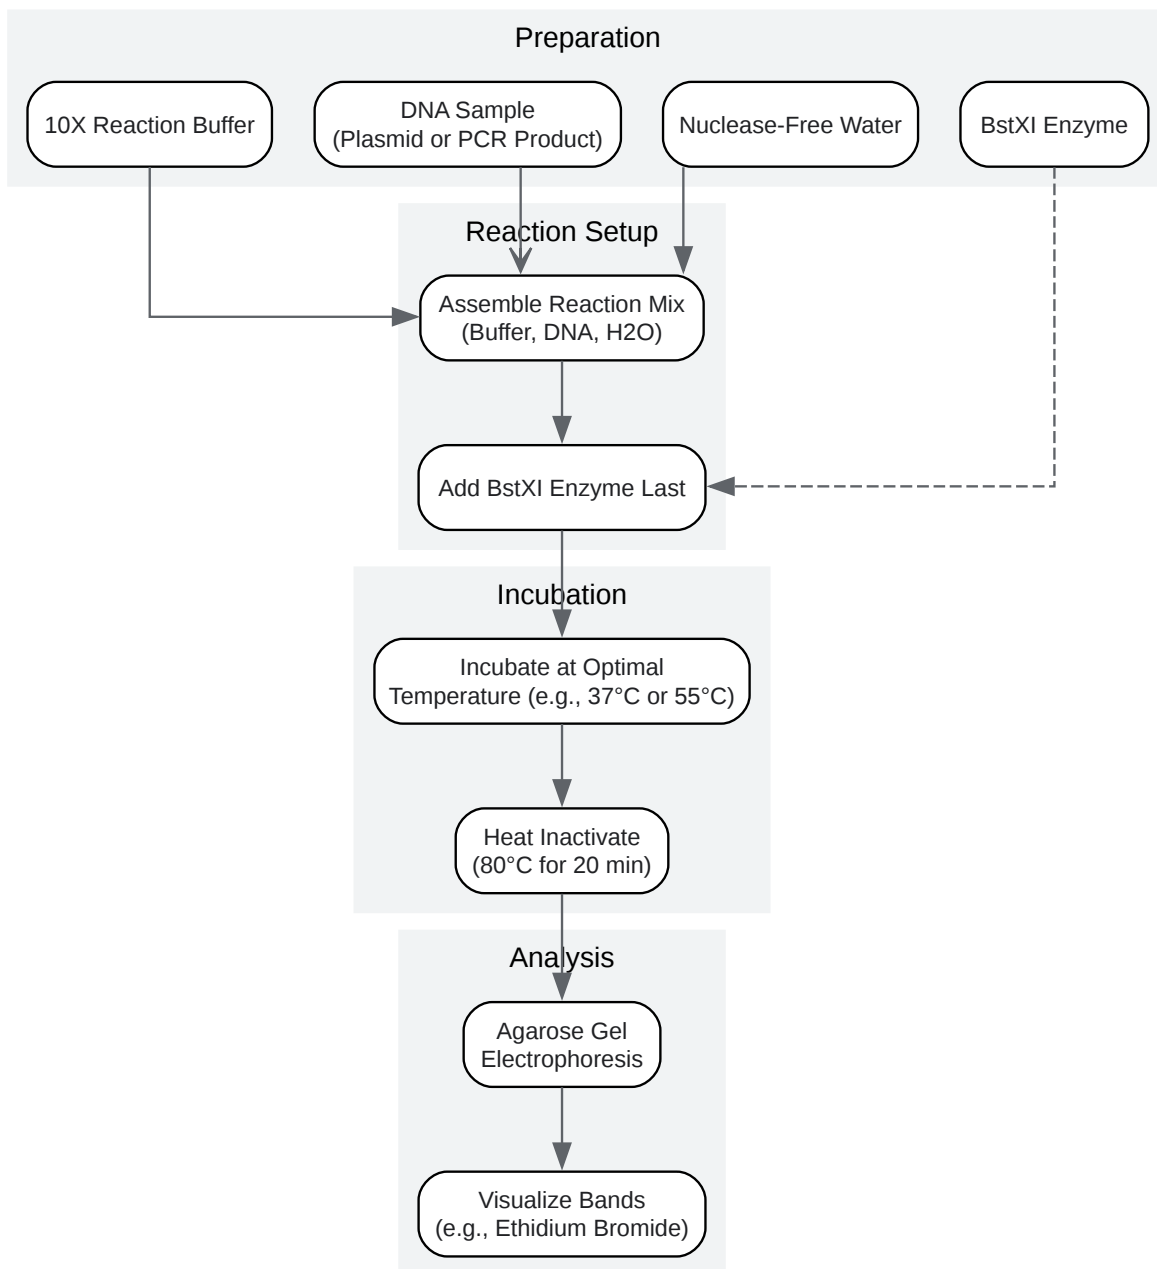 Preparation
10X Reaction Buffer
DNA Sample
(Plasmid or PCR Product)
Nuclease-Free Water
BstXI Enzyme
Reaction Setup
Assemble Reaction Mix
(Buffer, DNA, H2O)
Add BstXI Enzyme Last
Incubation
Incubate at Optimal
Temperature (e.g., 37°C or 55°C)
Heat Inactivate
(80°C for 20 min)
Analysis
Agarose Gel
Electrophoresis
Visualize Bands
(e.g., Ethidium Bromide)